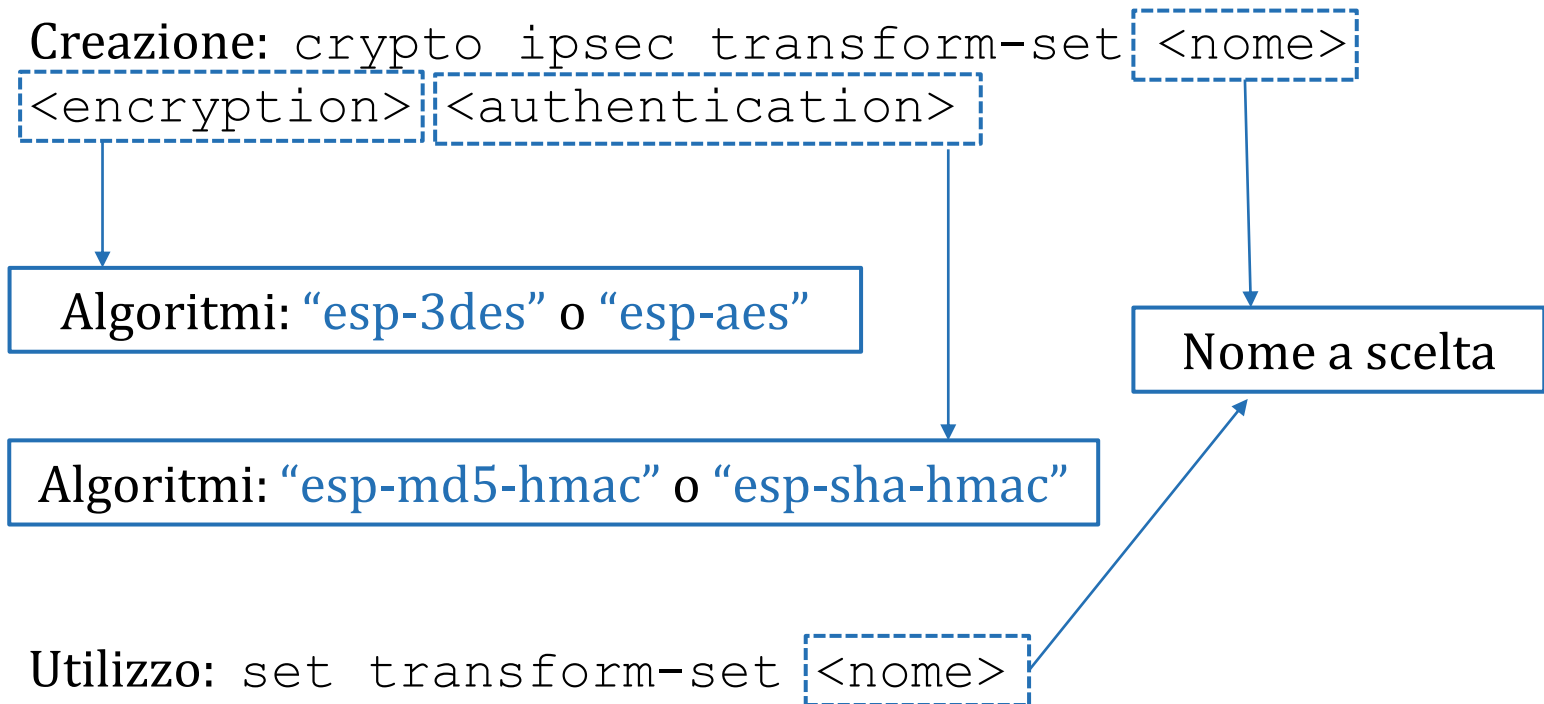 Creazione: crypto ipsec transform-set <nome>
<encryption> <authentication>
Algoritmi: “esp-3des” o “esp-aes”
Nome a scelta
Algoritmi: “esp-md5-hmac” o “esp-sha-hmac”
Utilizzo: set transform-set <nome>